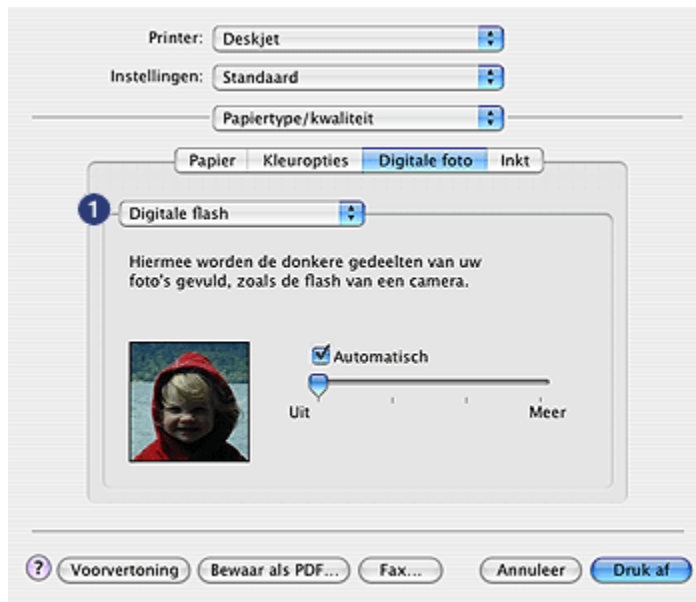 Printer: Deskjet
Instellingen: Standaard
Papiertype/kwaliteit
Papier Kleuropties Digitale foto Inkt
1 Digitale flash
Hiermee worden de donkere gedeelten van uw
foto's gevuld, zoals de flash van een camera.
Automatisch
Uit Meer
? Voorvertoning Bewaar als PDF... Fax... Annuleer Druk af